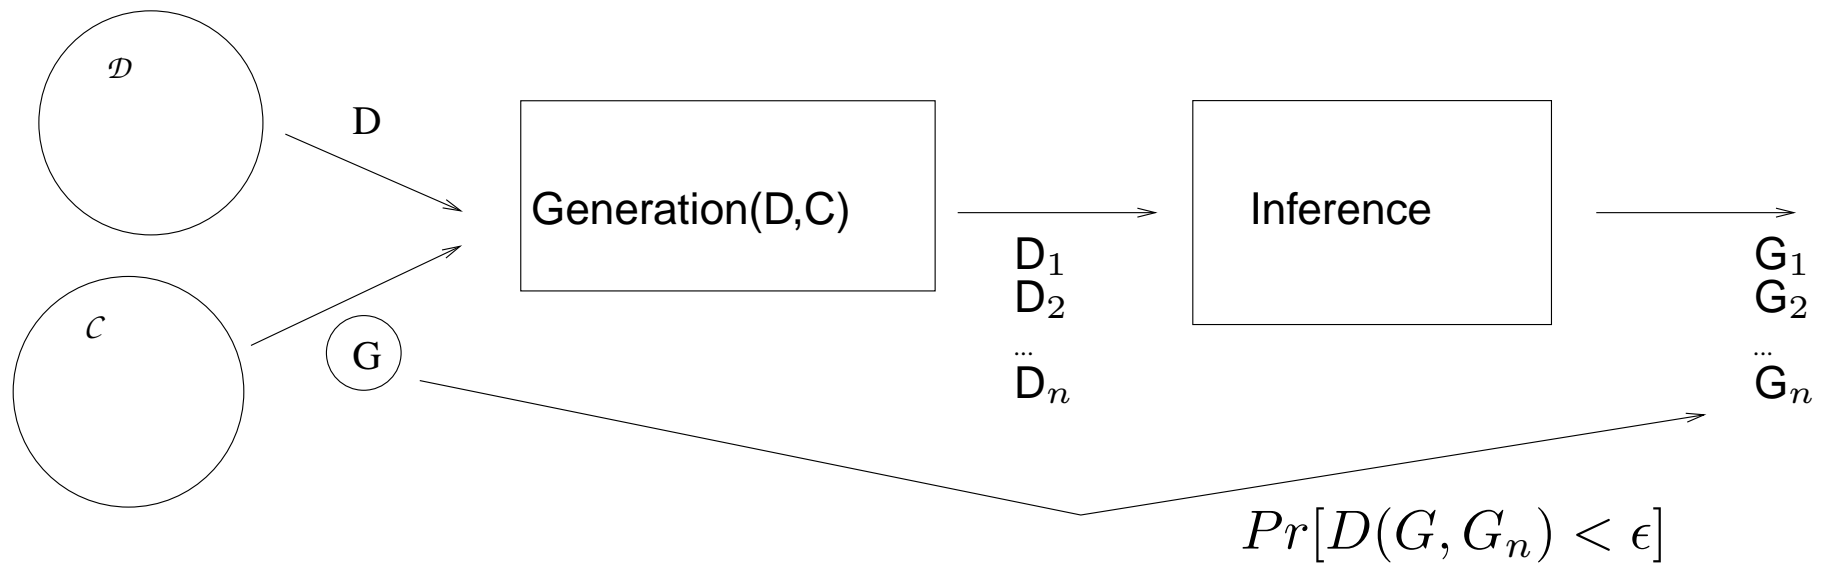 𝒟
D
Generation(D,C)
Inference
D₁
D₂
...
Dₙ
G₁
G₂
...
Gₙ
𝒞
G
Pr[D(G, Gₙ) < ϵ]